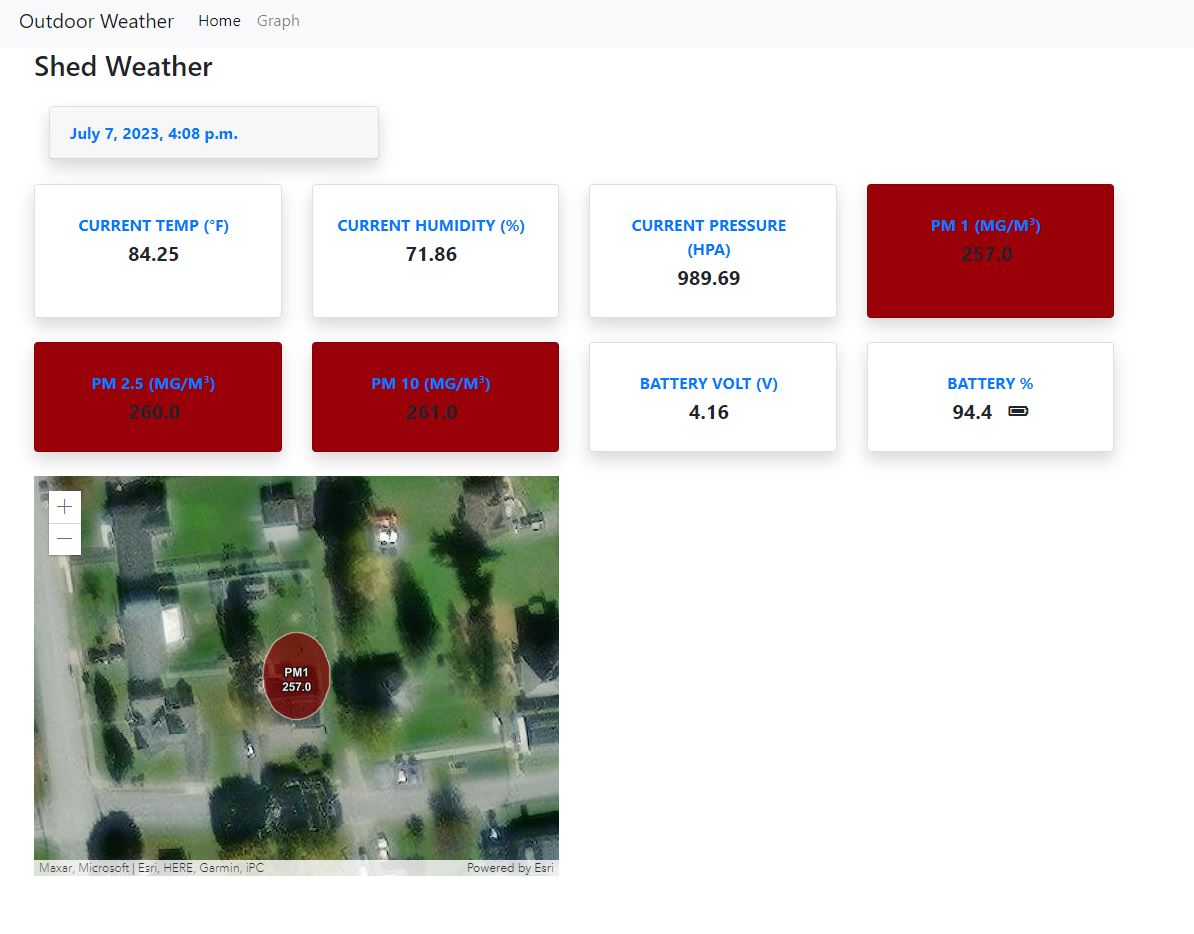 Outdoor Weather Home Graph
Shed Weather
July 7, 2023, 4:08 p.m.
CURRENT TEMP (°F)
84.25
CURRENT HUMIDITY (%)
71.86
CURRENT PRESSURE
(HPA)
989.69
PM 1 (MG/M³)
257.0
PM 2.5 (MG/M³)
260.0
PM 10 (MG/M³)
261.0
BATTERY VOLT (V)
4.16
BATTERY %
94.4
+
−
PM1
257.0
Maxar, Microsoft | Esri, HERE, Garmin, iPC Powered by Esri